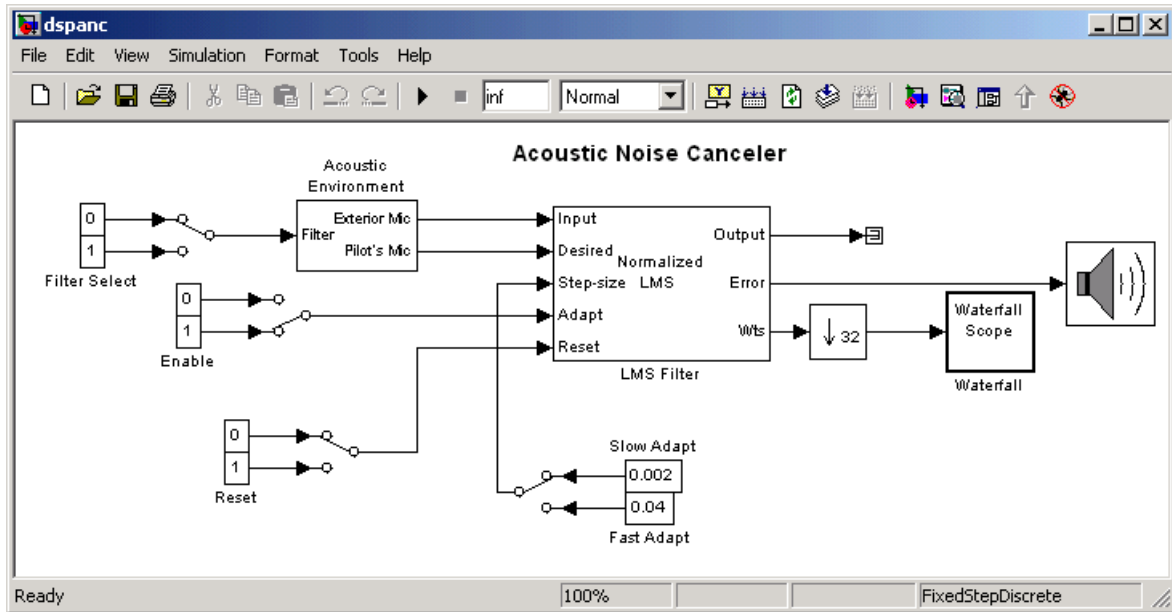 dspanc
File Edit View Simulation Format Tools Help
inf Normal
Acoustic Noise Canceler
Acoustic
Environment
Exterior Mic
Filter
Pilot's Mic
0
1
Filter Select
0
1
Enable
0
1
Reset
Input
Desired
Step-size
Adapt
Reset
Normalized
LMS
Output
Error
Wts
LMS Filter
32
Waterfall
Scope
Waterfall
Slow Adapt
0.002
0.04
Fast Adapt
Ready 100% FixedStepDiscrete